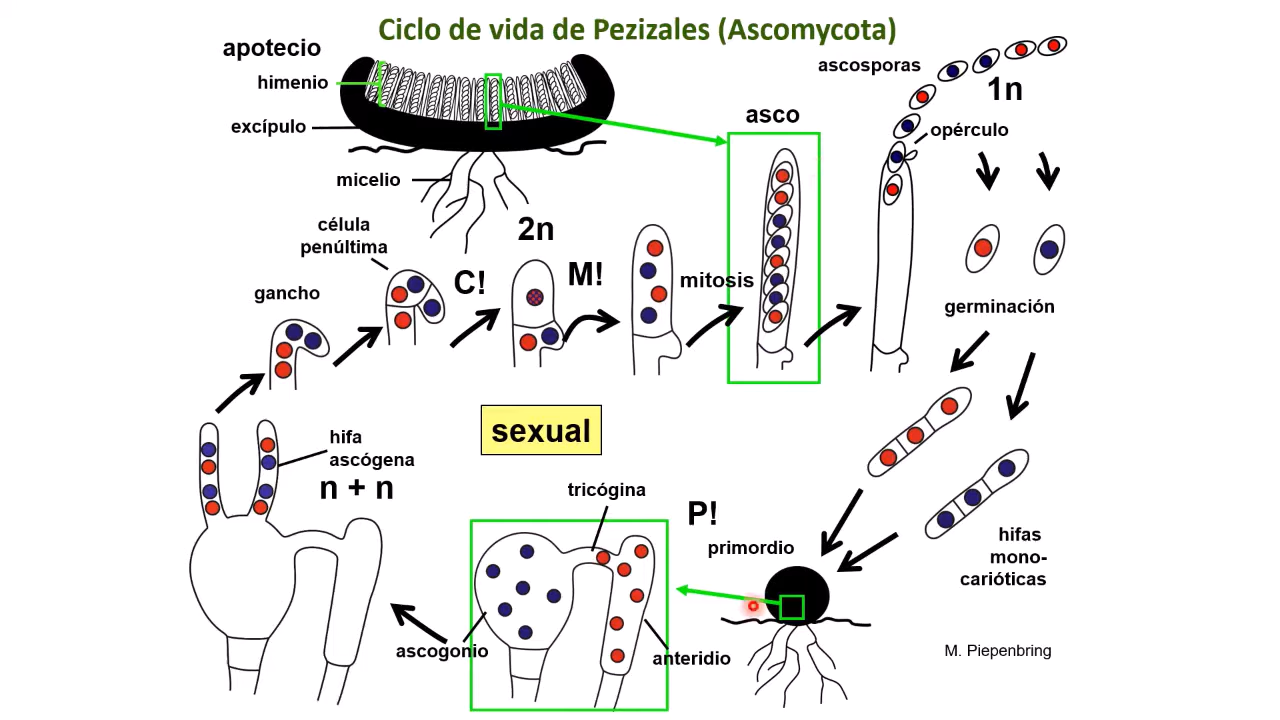 Ciclo de vida de Pezizales (Ascomycota)
apotecio
himenio
excípulo
micelio
asco
ascosporas
1n
opérculo
célula
penúltima
2n
gancho
C!
M!
mitosis
germinación
sexual
hifa
ascógena
n + n
tricógina
P!
primordio
hifas
mono-
carióticas
ascogonio
anteridio
M. Piepenbring